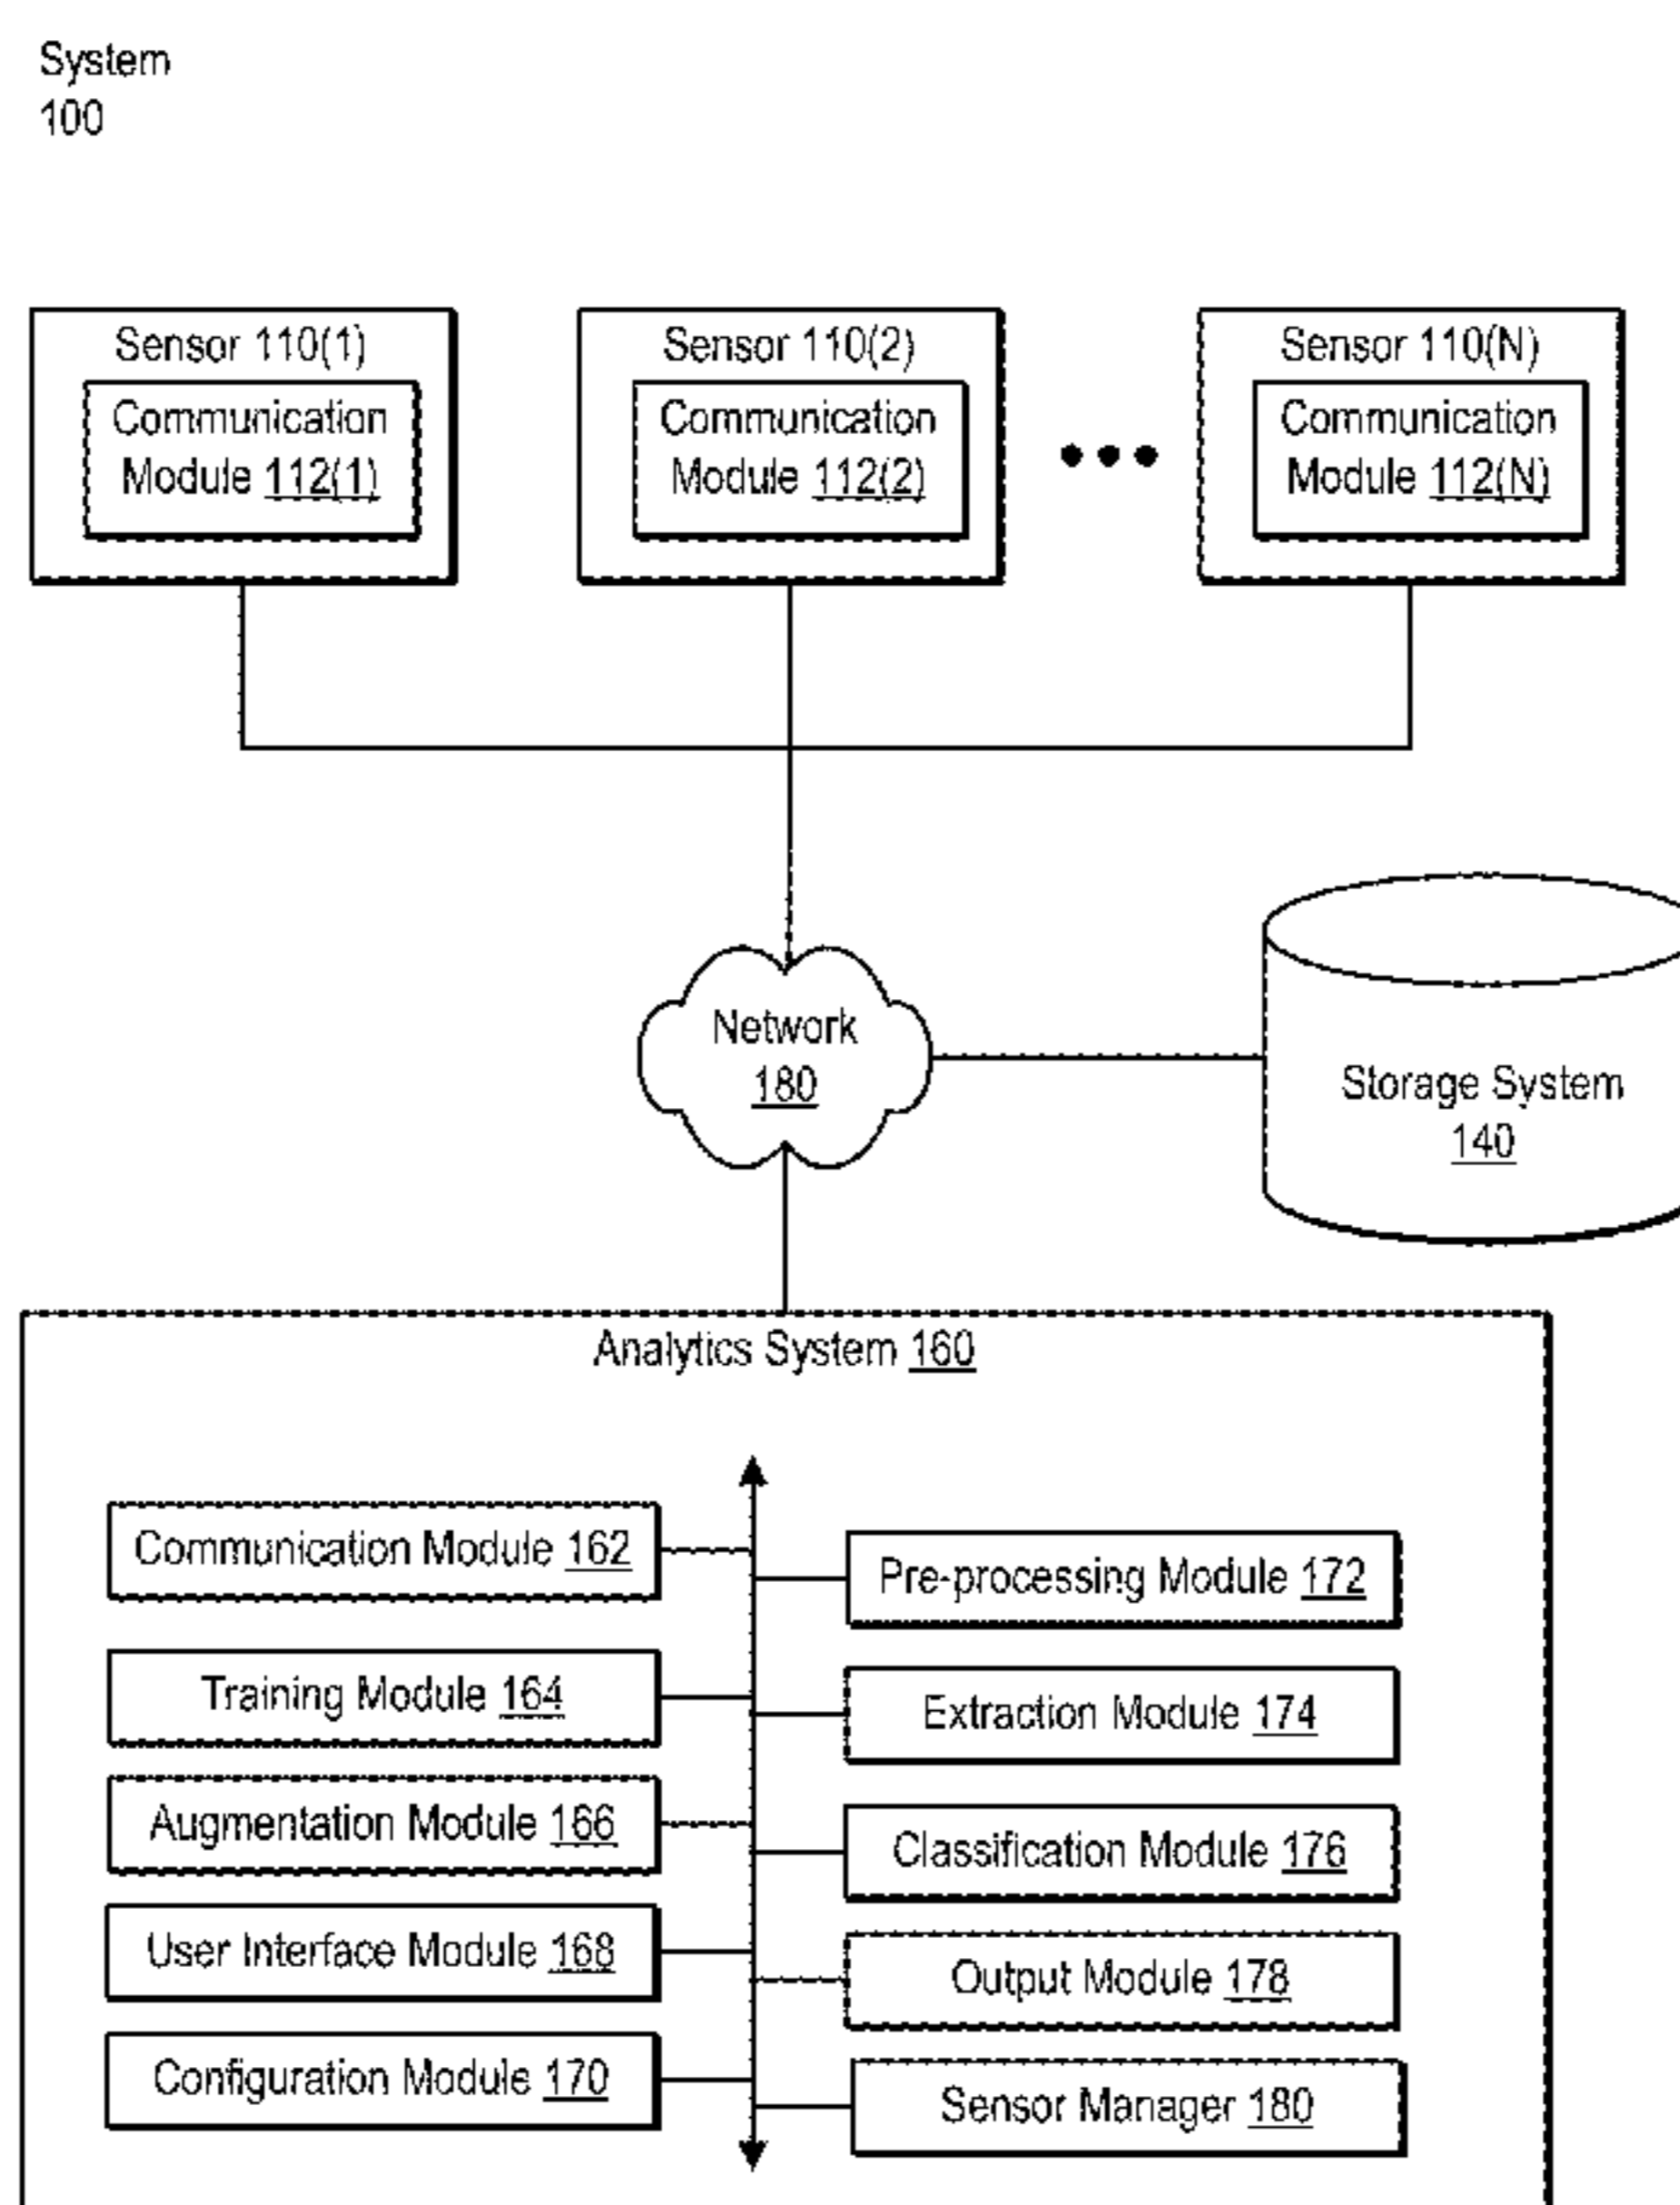 System
100
Sensor 110(1)
Communication
Module 112(1)
Sensor 110(2)
Communication
Module 112(2)
Sensor 110(N)
Communication
Module 112(N)
Network
180
Storage System
140
Analytics System 160
Communication Module 162
Training Module 164
Augmentation Module 166
User Interface Module 168
Configuration Module 170
Pre-processing Module 172
Extraction Module 174
Classification Module 176
Output Module 178
Sensor Manager 180